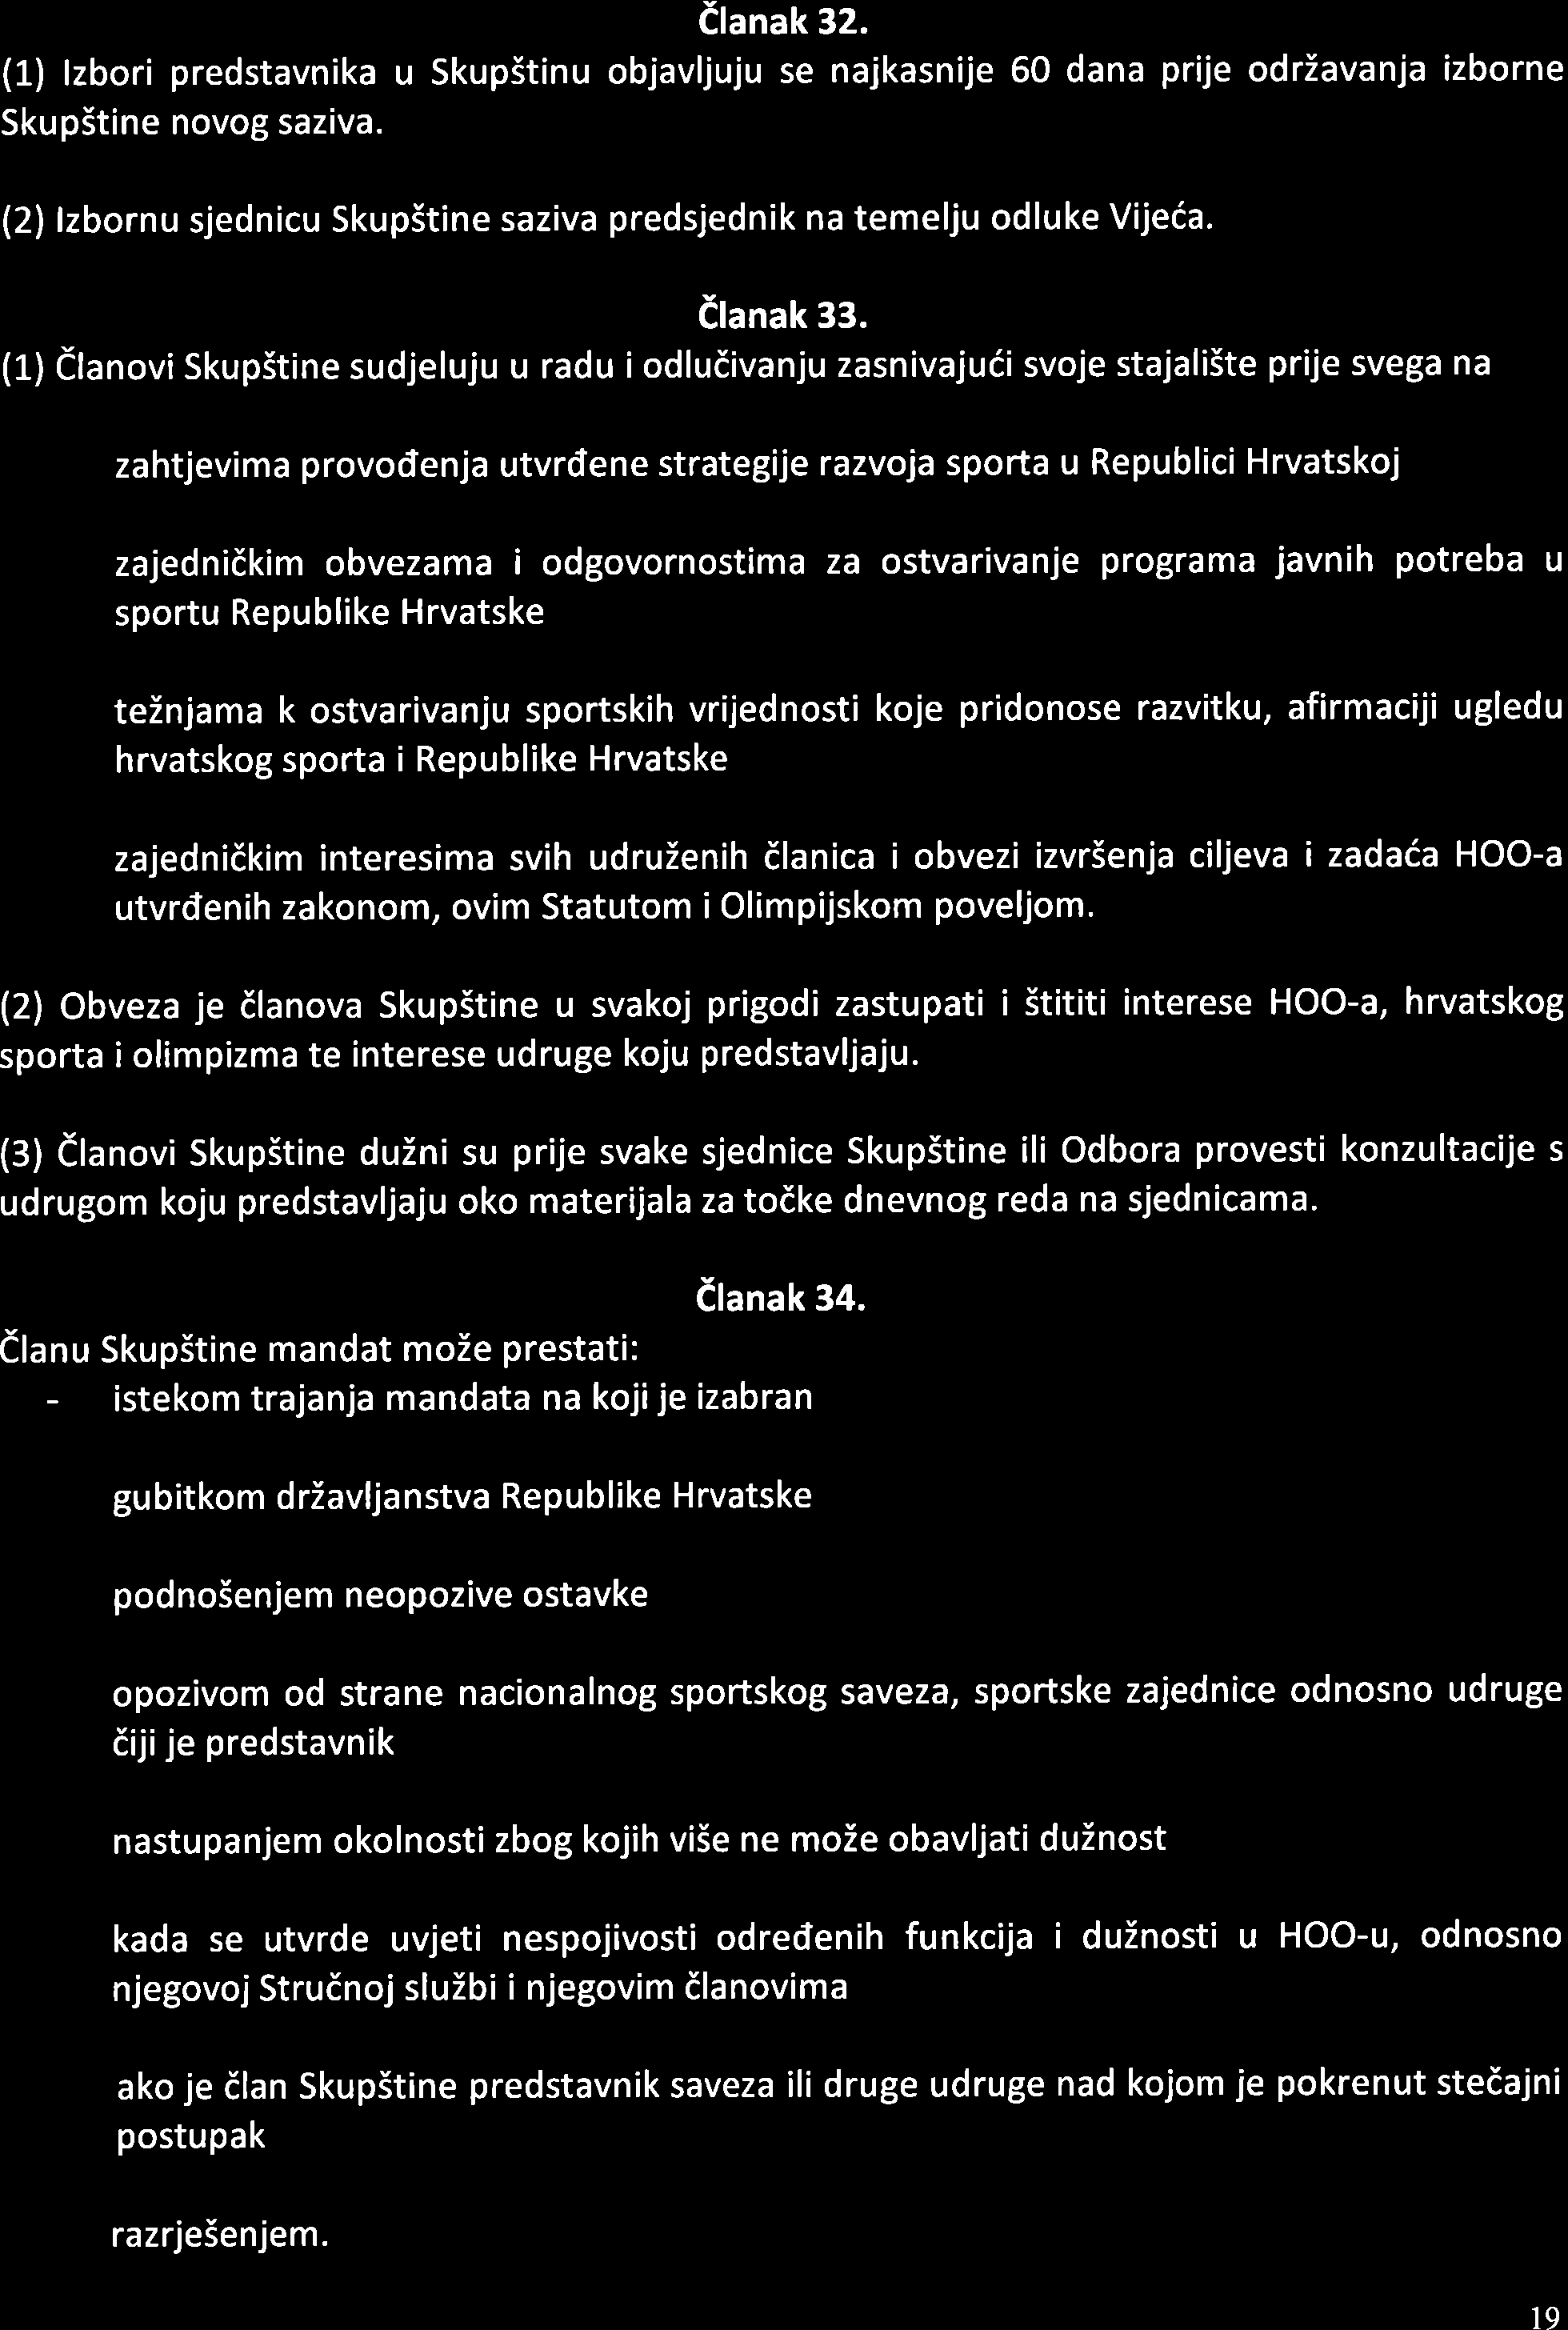 Članak 32.
(1) Izbori predstavnika u Skupštinu objavljuju se najkasnije 60 dana prije održavanja izborne
Skupštine novog saziva.
(2) Izbornu sjednicu Skupštine saziva predsjednik na temelju odluke Vijeća.
Članak 33.
(1) Članovi Skupštine sudjeluju u radu i odlučivanju zasnivajući svoje stajalište prije svega na
zahtjevima provođenja utvrđene strategije razvoja sporta u Republici Hrvatskoj
zajedničkim obvezama i odgovornostima za ostvarivanje programa javnih potreba u
sportu Republike Hrvatske
težnjama k ostvarivanju sportskih vrijednosti koje pridonose razvitku, afirmaciji ugledu
hrvatskog sporta i Republike Hrvatske
zajedničkim interesima svih udruženih članica i obvezi izvršenja ciljeva i zadaća HOO-a
utvrđenih zakonom, ovim Statutom i Olimpijskom poveljom.
(2) Obveza je članova Skupštine u svakoj prigodi zastupati i štititi interese HOO-a, hrvatskog
sporta i olimpizma te interese udruge koju predstavljaju.
(3) Članovi Skupštine dužni su prije svake sjednice Skupštine ili Odbora provesti konzultacije s
udrugom koju predstavljaju oko materijala za točke dnevnog reda na sjednicama.
Članak 34.
Članu Skupštine mandat može prestati:
- istekom trajanja mandata na koji je izabran
gubitkom državljanstva Republike Hrvatske
podnošenjem neopozive ostavke
opozivom od strane nacionalnog sportskog saveza, sportske zajednice odnosno udruge
čiji je predstavnik
nastupanjem okolnosti zbog kojih više ne može obavljati dužnost
kada se utvrde uvjeti nespojivosti određenih funkcija i dužnosti u HOO-u, odnosno
njegovoj Stručnoj službi i njegovim članovima
ako je član Skupštine predstavnik saveza ili druge udruge nad kojom je pokrenut stečajni
postupak
razrješenjem.
19